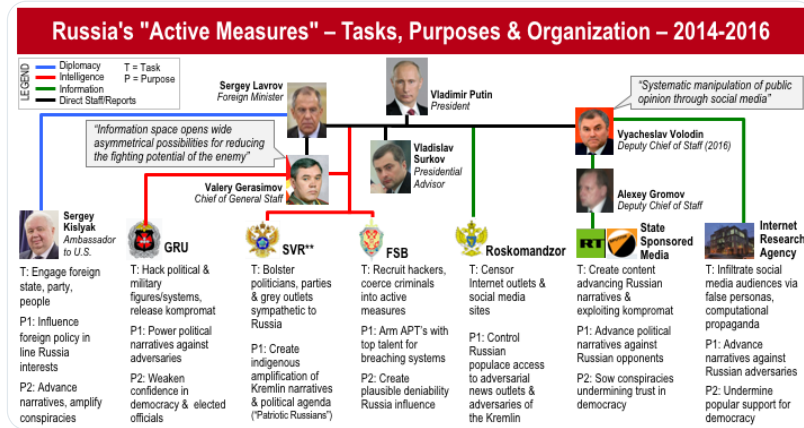 Russia's "Active Measures" – Tasks, Purposes & Organization – 2014-2016
LEGEND
Diplomacy
Intelligence
Information
Direct Staff/Reports
T = Task
P = Purpose
Sergey Lavrov
Foreign Minister
Vladimir Putin
President
"Systematic manipulation of public
opinion through social media"
"Information space opens wide
asymmetrical possibilities for reducing
the fighting potential of the enemy"
Vladislav
Surkov
Presidential
Advisor
Vyacheslav Volodin
Deputy Chief of Staff (2016)
Valery Gerasimov
Chief of General Staff
Alexey Gromov
Deputy Chief of Staff
Sergey
Kislyak
Ambassador
to U.S.
T: Engage foreign
state, party,
people
P1: Influence
foreign policy in
line Russia
interests
P2: Advance
narratives, amplify
conspiracies
GRU
T: Hack political &
military
figures/systems,
release kompromat
P1: Power political
narratives against
adversaries
P2: Weaken
confidence in
democracy & elected
officials
SVR**
T: Bolster
politicians, parties
& grey outlets
sympathetic to
Russia
P1: Create
indigenous
amplification of
Kremlin narratives
& political agenda
("Patriotic Russians")
FSB
T: Recruit hackers,
coerce criminals
into active
measures
P1: Arm APT's with
top talent for
breaching systems
P2: Create
plausible deniability
Russia influence
Roskomandzor
T: Censor
Internet outlets &
social media
sites
P1: Control
Russian
populace access
to adversarial
news outlets &
adversaries of
the Kremlin
RT
State
Sponsored
Media
T: Create content
advancing Russian
narratives &
exploiting kompromat
P1: Advance political
narratives against
Russian opponents
P2: Sow conspiracies
undermining trust in
democracy
Internet
Research
Agency
T: Infiltrate social
media audiences via
false personas,
computational
propaganda
P1: Advance
narratives against
Russian adversaries
P2: Undermine
popular support for
democracy